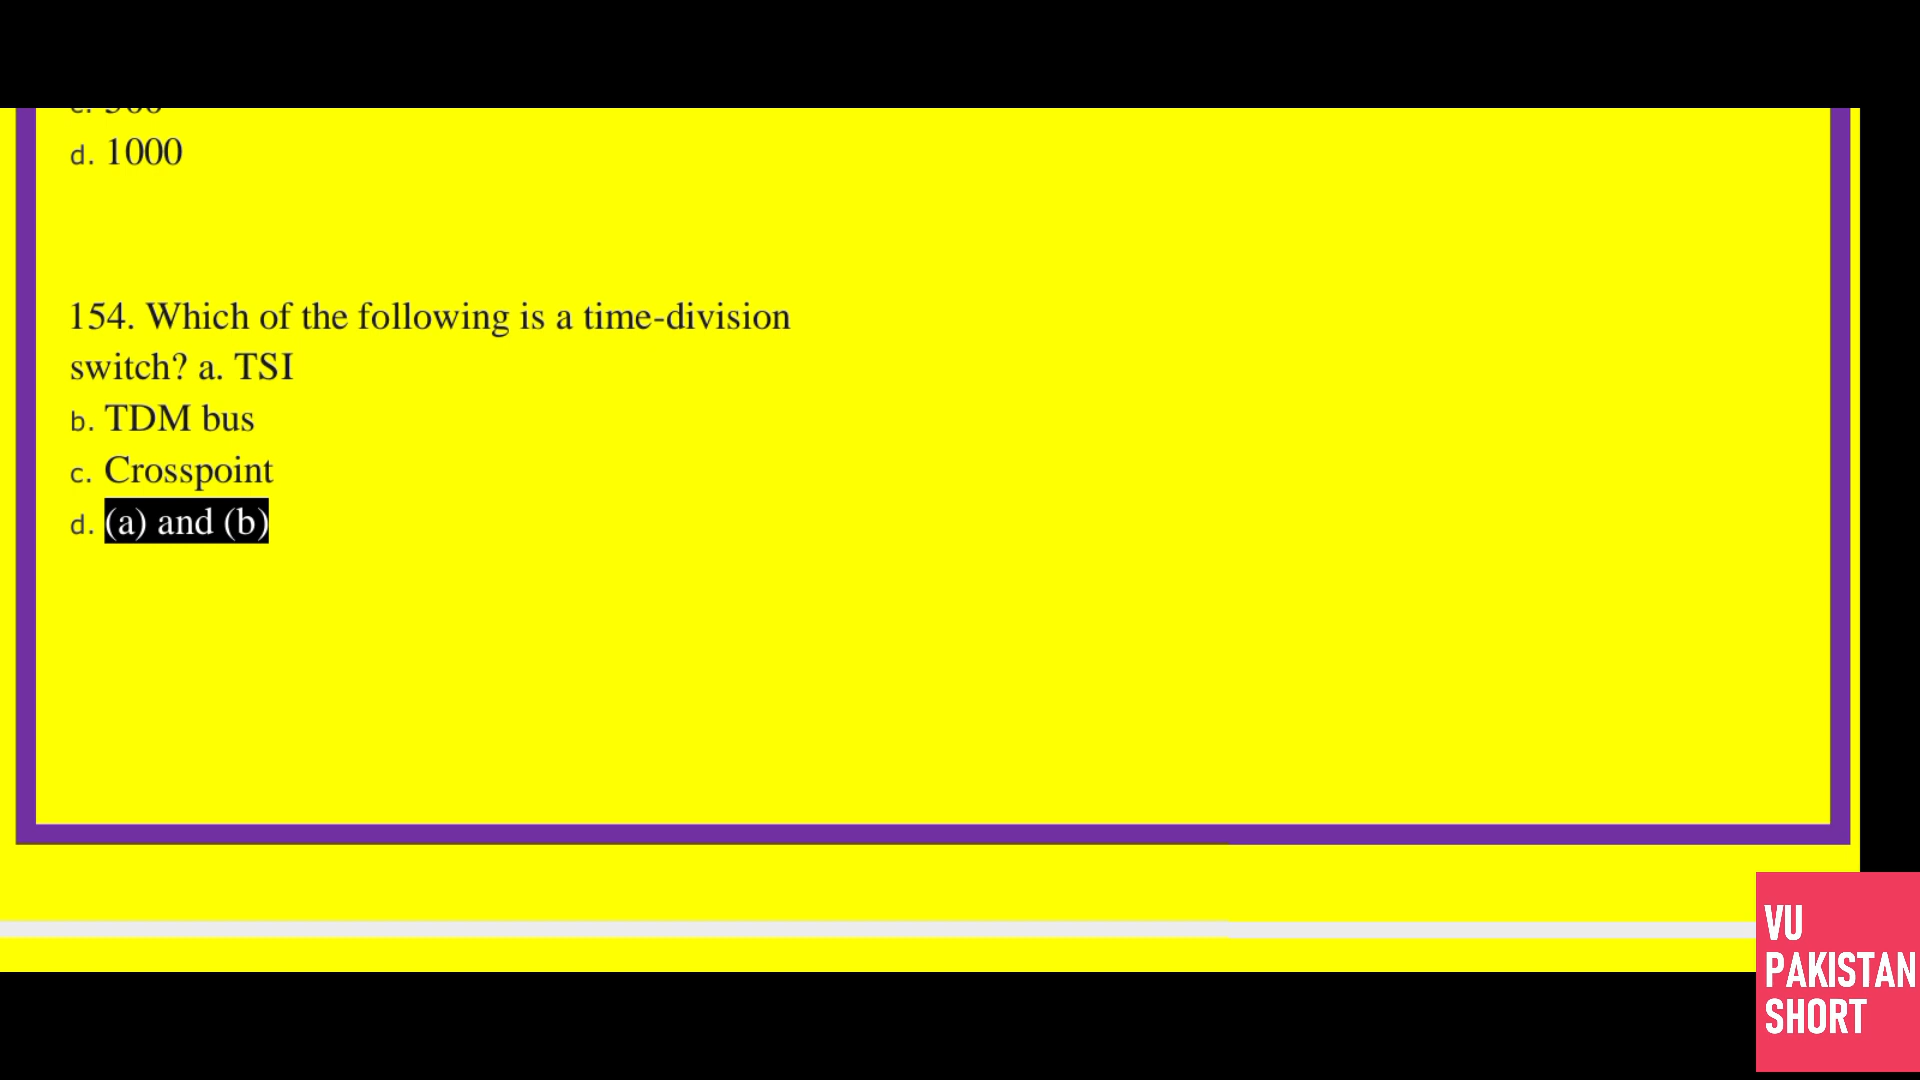 d. 1000
154. Which of the following is a time-division
switch? a. TSI
b. TDM bus
c. Crosspoint
d. (a) and (b)
VU
PAKISTAN
SHORT